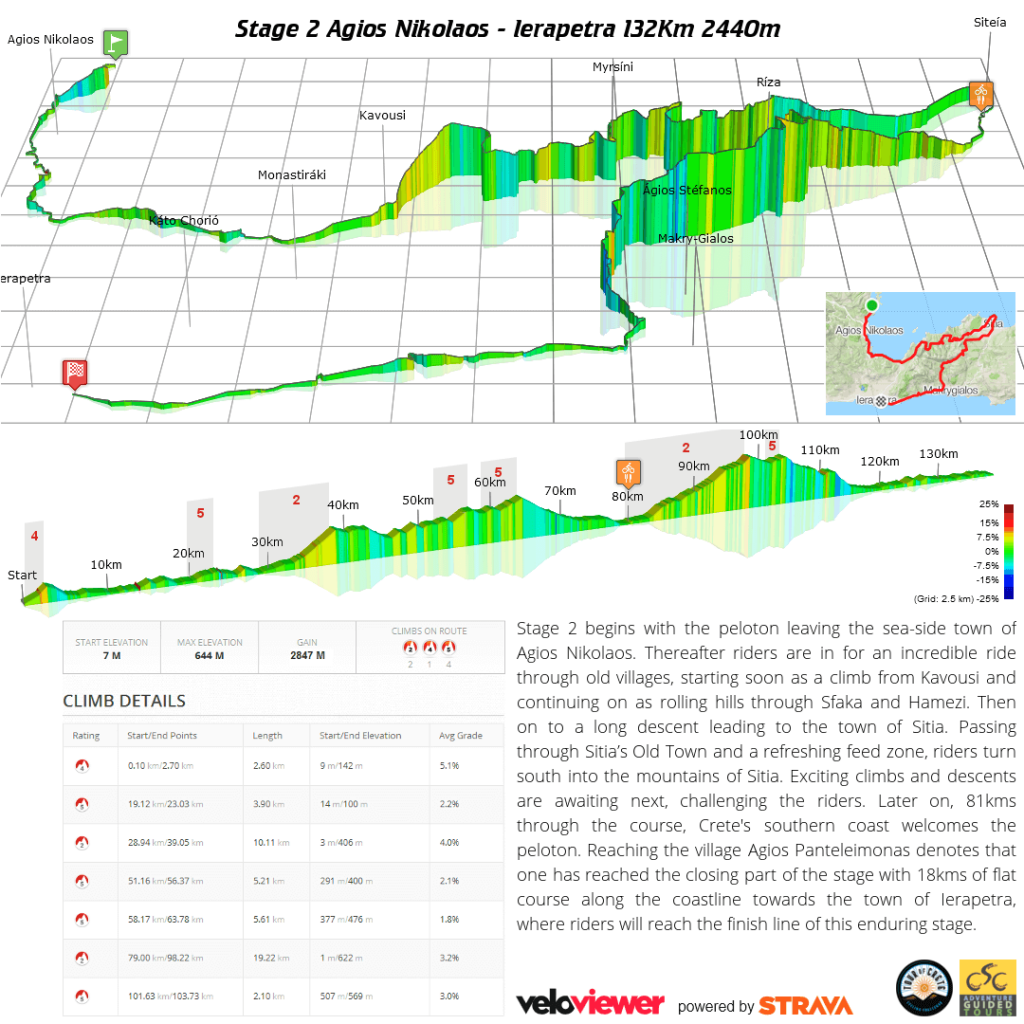 Stage 2 Agios Nikolaos - Ierapetra 132Km 2440m
Siteía
Agios Nikolaos
Myrsíni
Ríza
Kavousi
Monastiráki
Ágios Stéfanos
Káto Chorió
Makry-Gialos
erapetra
Agios Nikolaos
Sitia
Makrygialos
2
100km
5
110km
90km
120km
130km
5
5
60km
50km
70km
80km
2
40km
5
30km
20km
4
10km
Start
25%
15%
7.5%
0%
-7.5%
-15%
(Grid: 2.5 km) -25%
START ELEVATION
7 M
MAX ELEVATION
644 M
GAIN
2847 M
CLIMBS ON ROUTE
2 4 5
2 1 4
CLIMB DETAILS
Rating Start/End Points Length Start/End Elevation Avg Grade
4 0.10 km/2.70 km 2.60 km 9 m/142 m 5.1%
5 19.12 km/23.03 km 3.90 km 14 m/100 m 2.2%
2 28.94 km/39.05 km 10.11 km 3 m/406 m 4.0%
5 51.16 km/56.37 km 5.21 km 291 m/400 m 2.1%
5 58.17 km/63.78 km 5.61 km 377 m/476 m 1.8%
2 79.00 km/98.22 km 19.22 km 1 m/622 m 3.2%
5 101.63 km/103.73 km 2.10 km 507 m/569 m 3.0%
Stage 2 begins with the peloton leaving the sea-side town of
Agios Nikolaos. Thereafter riders are in for an incredible ride
through old villages, starting soon as a climb from Kavousi and
continuing on as rolling hills through Sfaka and Hamezi. Then
on to a long descent leading to the town of Sitia. Passing
through Sitia’s Old Town and a refreshing feed zone, riders turn
south into the mountains of Sitia. Exciting climbs and descents
are awaiting next, challenging the riders. Later on, 81kms
through the course, Crete's southern coast welcomes the
peloton. Reaching the village Agios Panteleimonas denotes that
one has reached the closing part of the stage with 18kms of flat
course along the coastline towards the town of Ierapetra,
where riders will reach the finish line of this enduring stage.
veloviewer powered by STRAVA
TOUR OF CRETE
CSC
ADVENTURE
GUIDED
TOURS